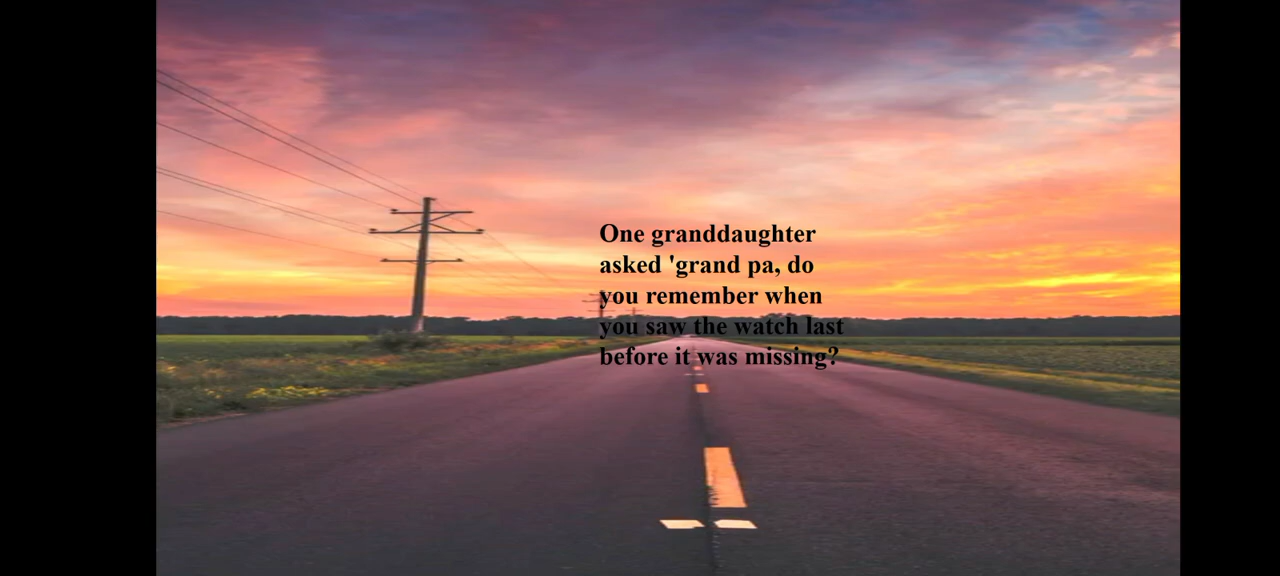 One granddaughter
asked 'grand pa, do
you remember when
you saw the watch last
before it was missing?